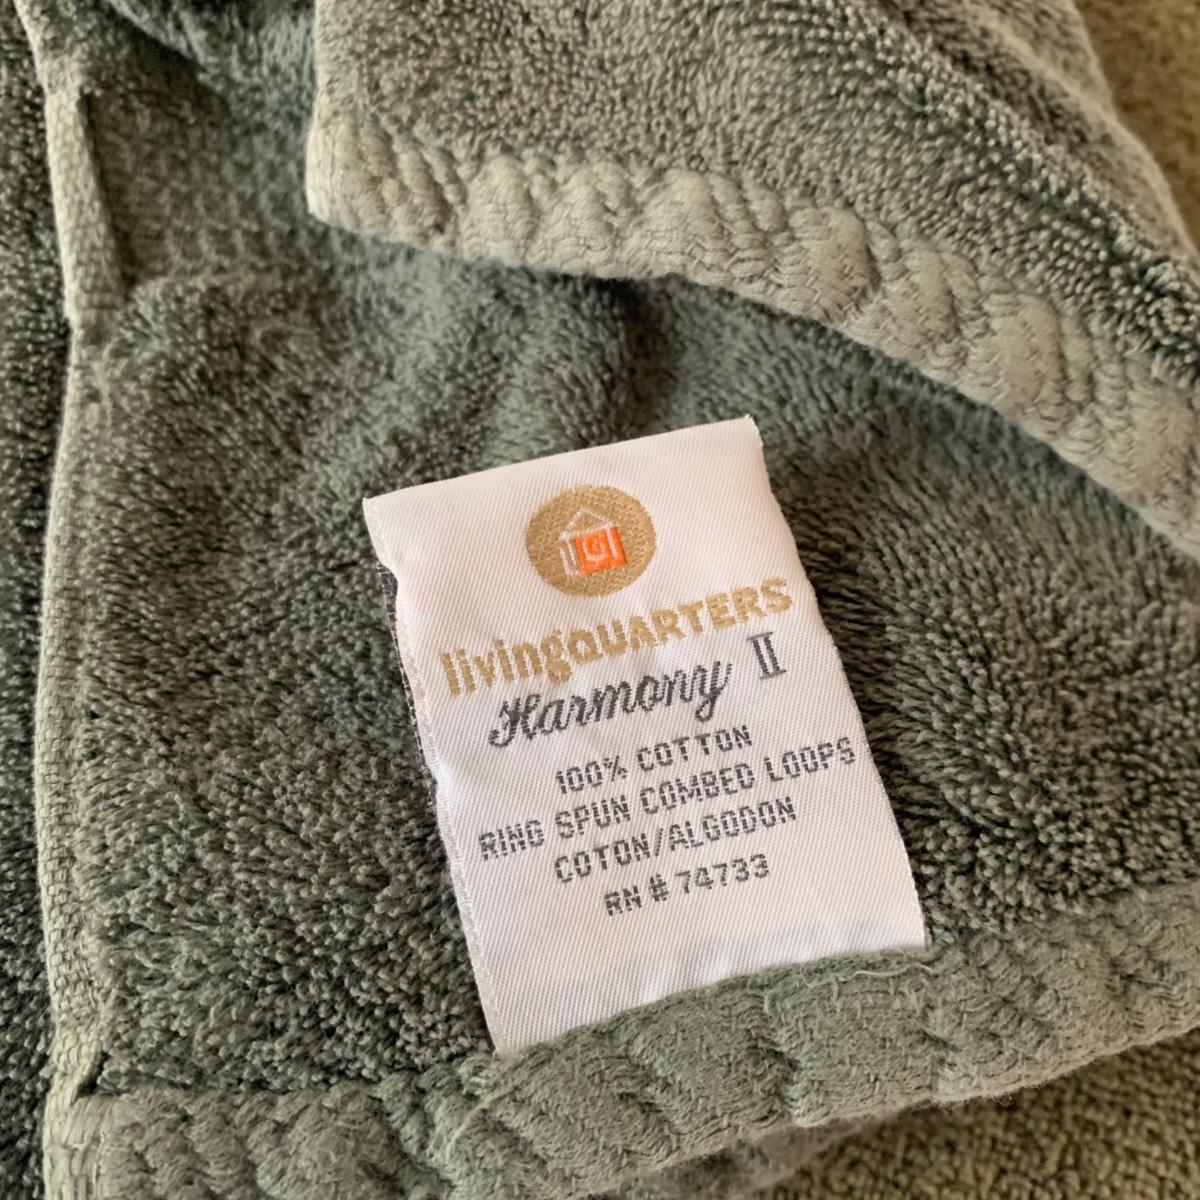 livingQUARTERS
Harmony II
100% COTTON
RING SPUN COMBED LOOPS
COTON/ALGODON
RN # 74733